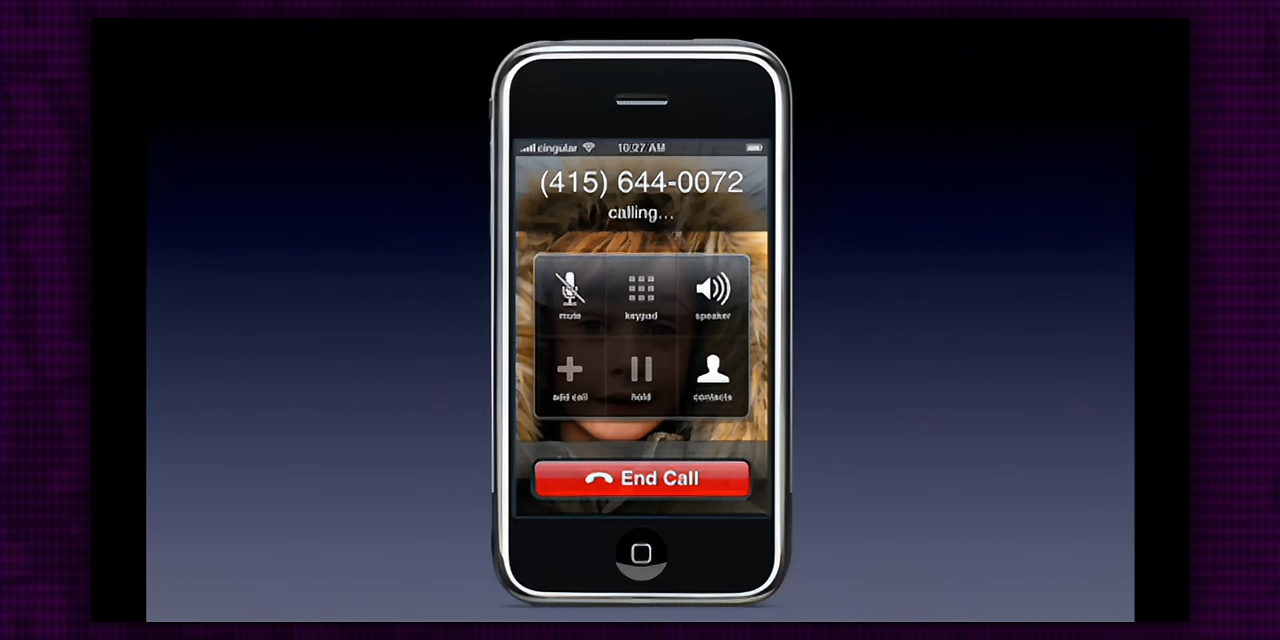 cingular 10:27 AM
(415) 644-0072
calling...
mute keypad speaker
add call hold contacts
End Call